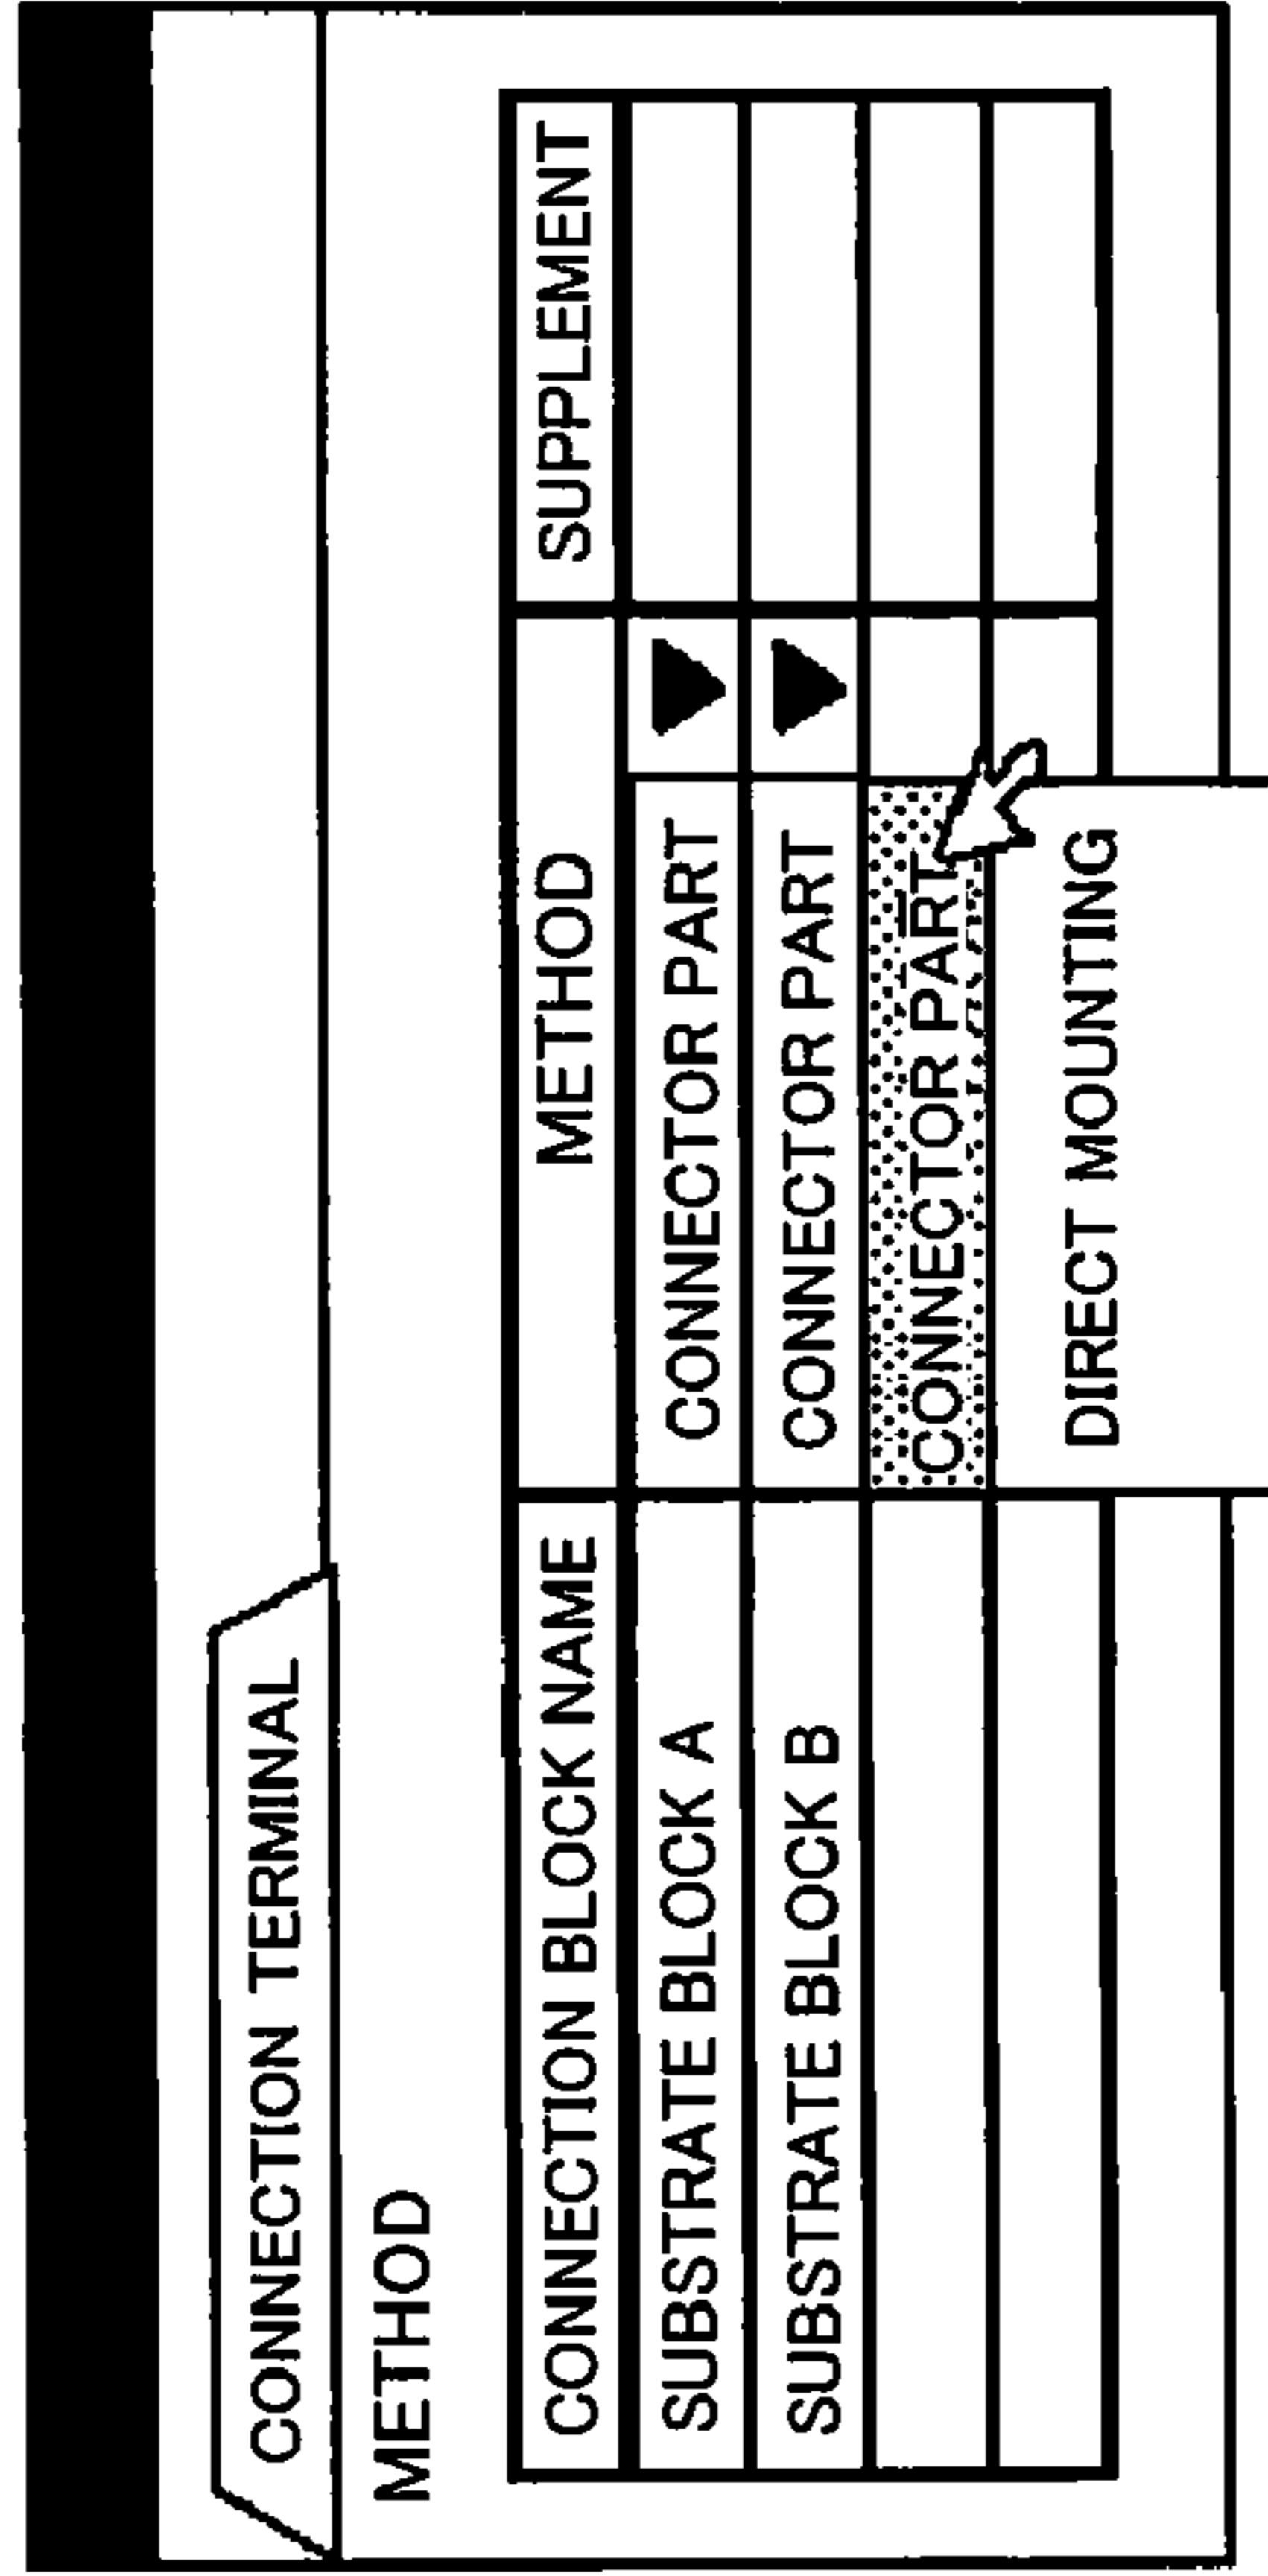 CONNECTION TERMINAL
METHOD
CONNECTION BLOCK NAME METHOD SUPPLEMENT
SUBSTRATE BLOCK A CONNECTOR PART
SUBSTRATE BLOCK B CONNECTOR PART
CONNECTOR PART
DIRECT MOUNTING